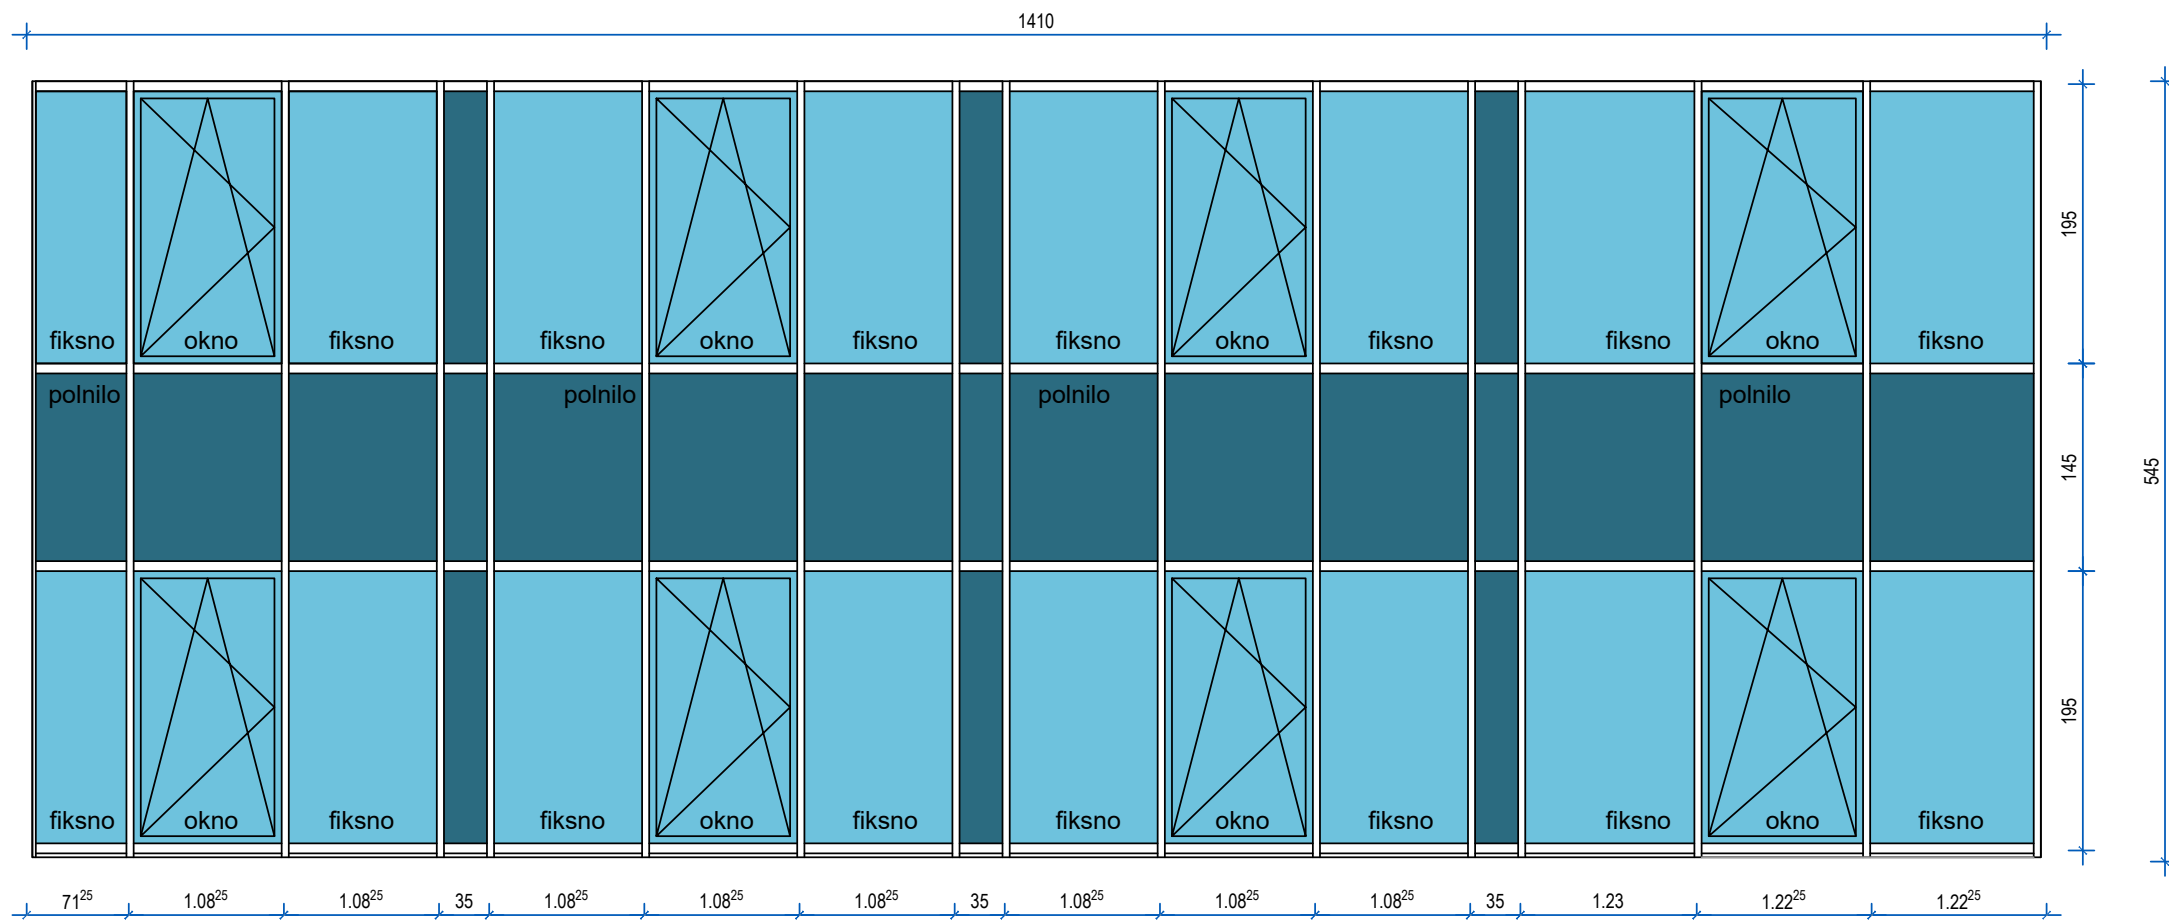 1410
fiksno okno fiksno fiksno okno fiksno fiksno okno fiksno fiksno okno fiksno
195
polnilo polnilo polnilo polnilo
145
545
fiksno okno fiksno fiksno okno fiksno fiksno okno fiksno fiksno okno fiksno
195
71²⁵ 1.08²⁵ 1.08²⁵ 35 1.08²⁵ 1.08²⁵ 1.08²⁵ 35 1.08²⁵ 1.08²⁵ 1.08²⁵ 35 1.23 1.22²⁵ 1.22²⁵